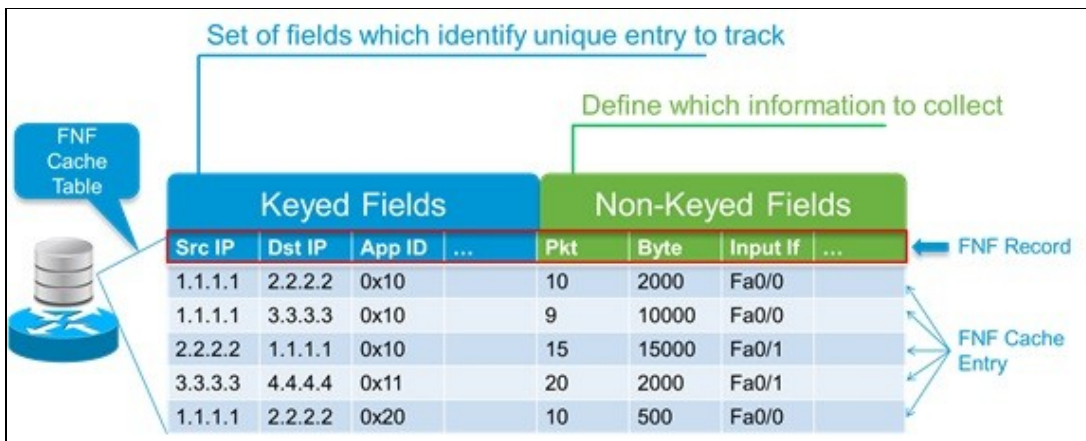 Set of fields which identify unique entry to track
Define which information to collect
FNF
Cache
Table
Keyed Fields
Non-Keyed Fields
Src IP Dst IP App ID ... Pkt Byte Input If ...
FNF Record
1.1.1.1 2.2.2.2 0x10 10 2000 Fa0/0
1.1.1.1 3.3.3.3 0x10 9 10000 Fa0/0
2.2.2.2 1.1.1.1 0x10 15 15000 Fa0/1
3.3.3.3 4.4.4.4 0x11 20 2000 Fa0/1
1.1.1.1 2.2.2.2 0x20 10 500 Fa0/0
FNF Cache
Entry